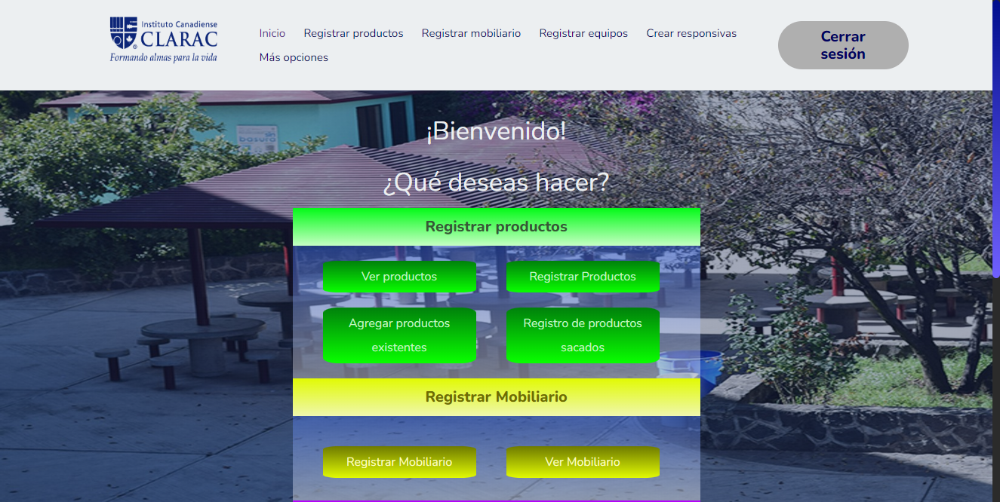 Instituto Canadiense
CLARAC
Formando almas para la vida
Inicio
Registrar productos
Registrar mobiliario
Registrar equipos
Crear responsivas
Más opciones
Cerrar
sesión
¡Bienvenido!
¿Qué deseas hacer?
Registrar productos
Ver productos
Registrar Productos
Agregar productos
existentes
Registro de productos
sacados
Registrar Mobiliario
Registrar Mobiliario
Ver Mobiliario
sin
basura